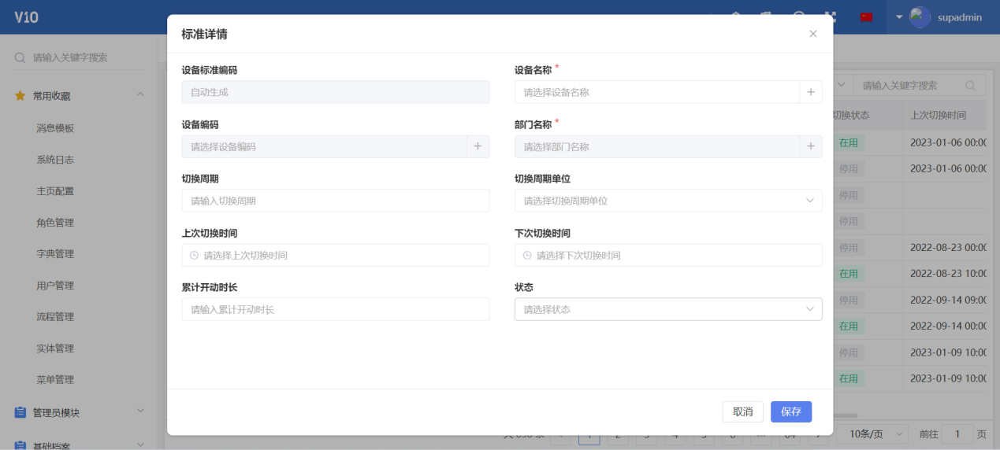 V10
supadmin
请输入关键字搜索
常用收藏
消息模板
系统日志
主页配置
角色管理
字典管理
用户管理
流程管理
实体管理
菜单管理
管理员模块
基础档案
标准详情
设备标准编码
自动生成
设备名称 *
请选择设备名称
设备编码
请选择设备编码
部门名称 *
请选择部门名称
切换周期
请输入切换周期
切换周期单位
请选择切换周期单位
上次切换时间
请选择上次切换时间
下次切换时间
请选择下次切换时间
累计开动时长
请输入累计开动时长
状态
请选择状态
取消 保存
请输入关键字搜索
切换状态 上次切换时间
在用 2023-01-06 00:00
停用 2023-01-06 00:00
停用
停用
停用 2022-08-23 00:00
在用 2022-08-23 10:00
停用 2022-09-14 09:00
在用 2022-09-14 00:00
停用 2023-01-09 10:00
在用 2023-01-09 10:00
10条/页 前往 1 页